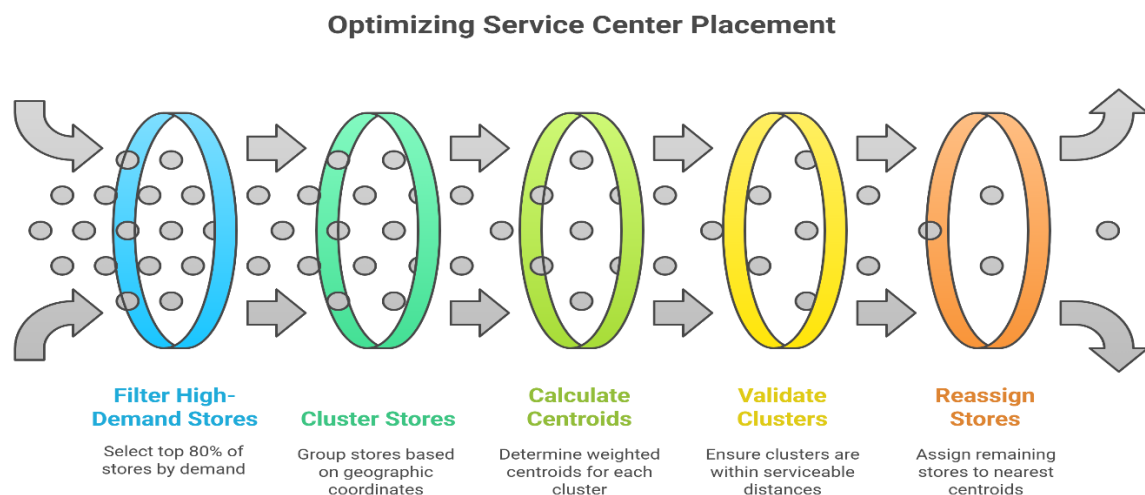 Optimizing Service Center Placement
Filter High-
Demand Stores
Select top 80% of
stores by demand
Cluster Stores
Group stores based
on geographic
coordinates
Calculate
Centroids
Determine weighted
centroids for each
cluster
Validate
Clusters
Ensure clusters are
within serviceable
distances
Reassign
Stores
Assign remaining
stores to nearest
centroids